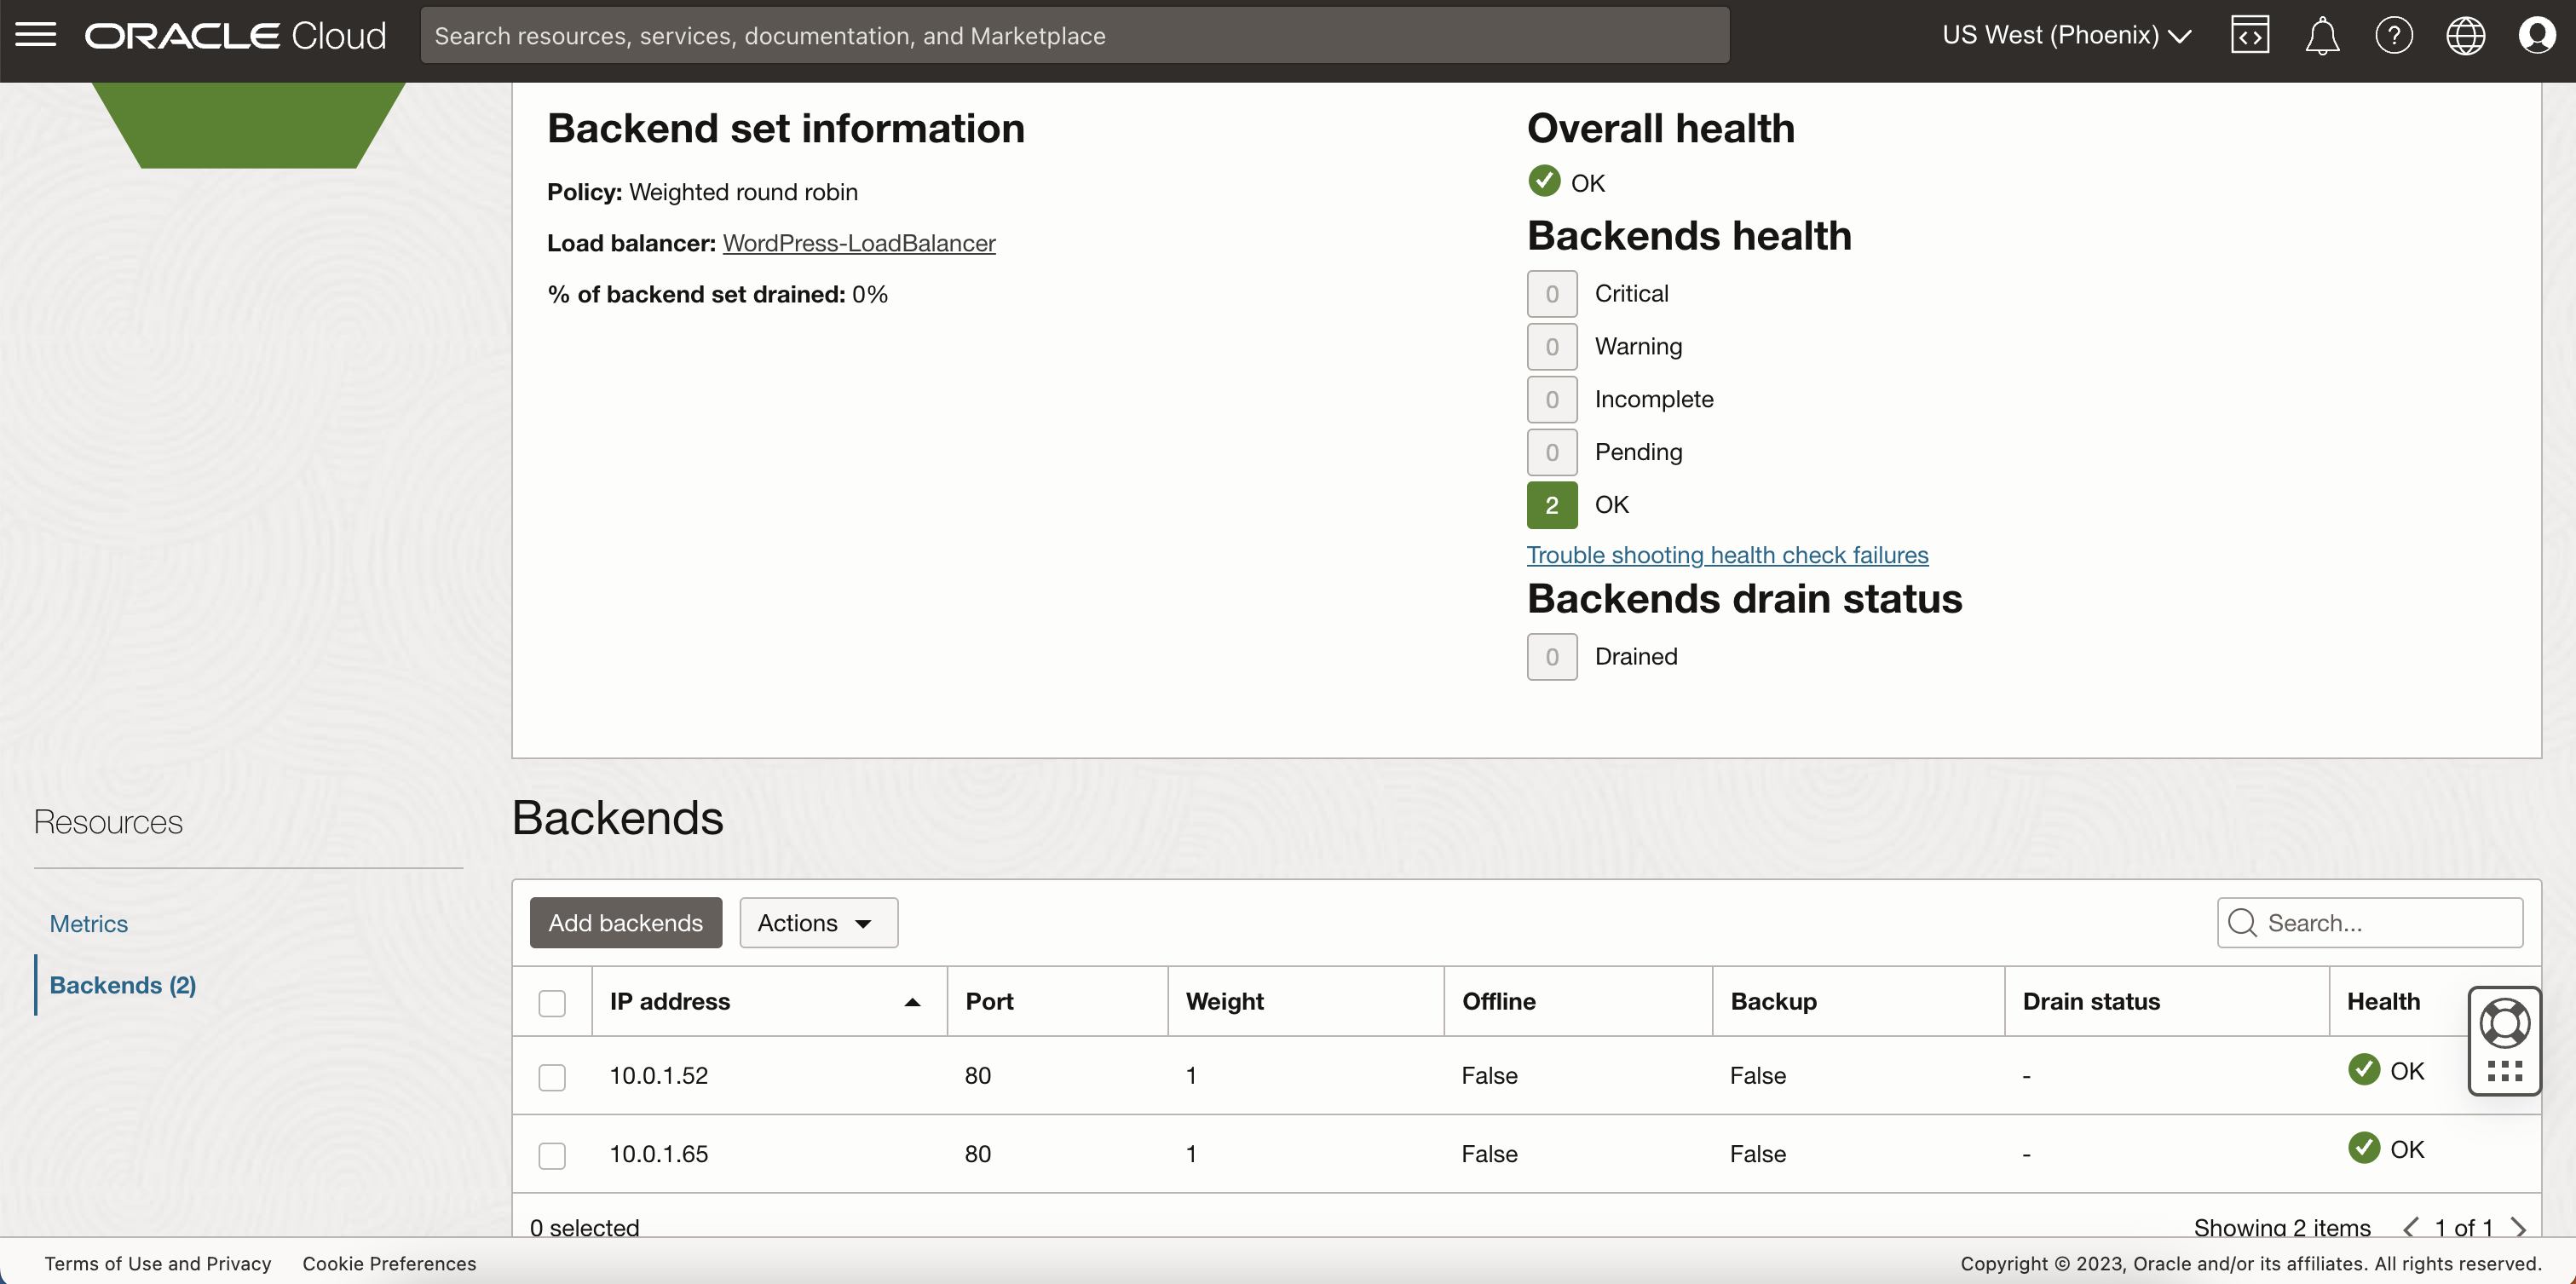 ORACLE Cloud
Search resources, services, documentation, and Marketplace
US West (Phoenix)
Backend set information
Policy: Weighted round robin
Load balancer: WordPress-LoadBalancer
% of backend set drained: 0%
Overall health
OK
Backends health
0 Critical
0 Warning
0 Incomplete
0 Pending
2 OK
Trouble shooting health check failures
Backends drain status
0 Drained
Resources
Metrics
Backends (2)
Backends
Add backends Actions Search...
IP address Port Weight Offline Backup Drain status Health
10.0.1.52 80 1 False False - OK
10.0.1.65 80 1 False False - OK
0 selected Showing 2 items 1 of 1
Terms of Use and Privacy Cookie Preferences Copyright © 2023, Oracle and/or its affiliates. All rights reserved.